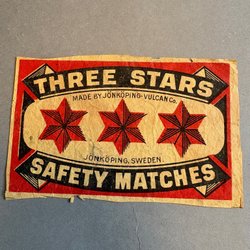 THREE STARS
MADE BY JÖNKÖPING-VULCAN Co.
JÖNKÖPING, SWEDEN.
SAFETY MATCHES